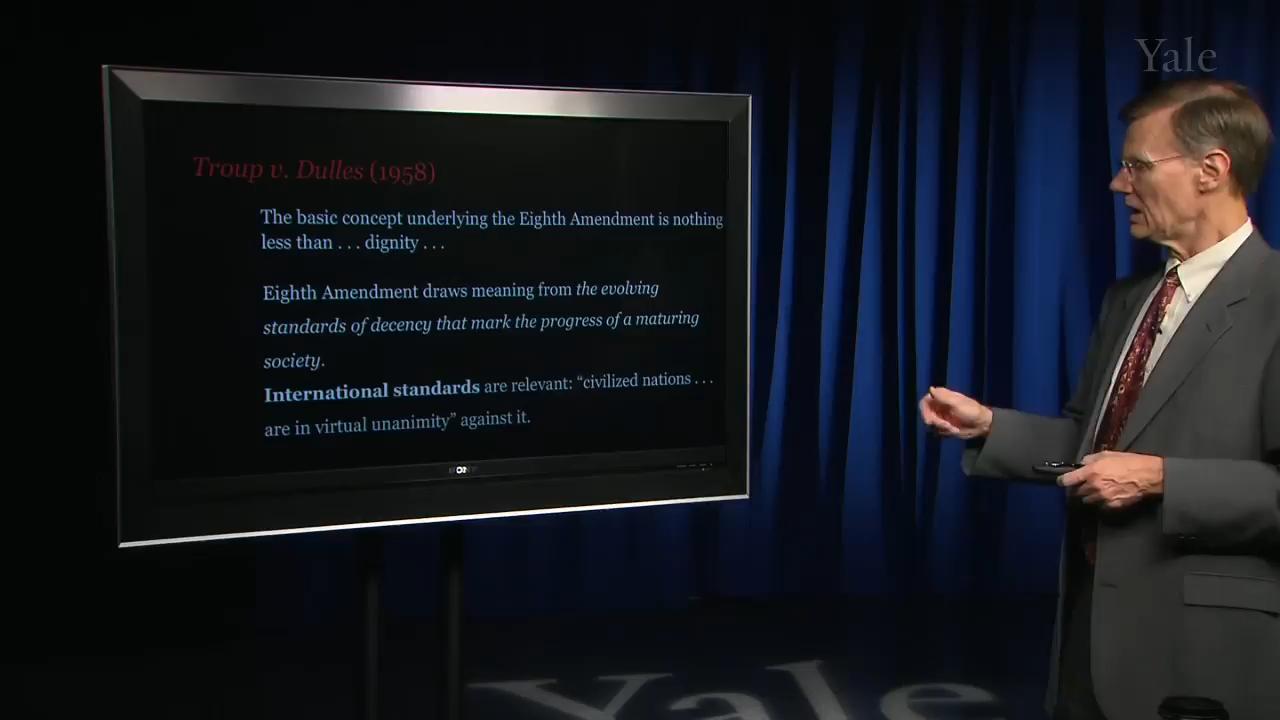 Yale
Troup v. Dulles (1958)
The basic concept underlying the Eighth Amendment is nothing
less than . . . dignity . . .
Eighth Amendment draws meaning from the evolving
standards of decency that mark the progress of a maturing
society.
International standards are relevant: “civilized nations . . .
are in virtual unanimity” against it.
SONY
Yale